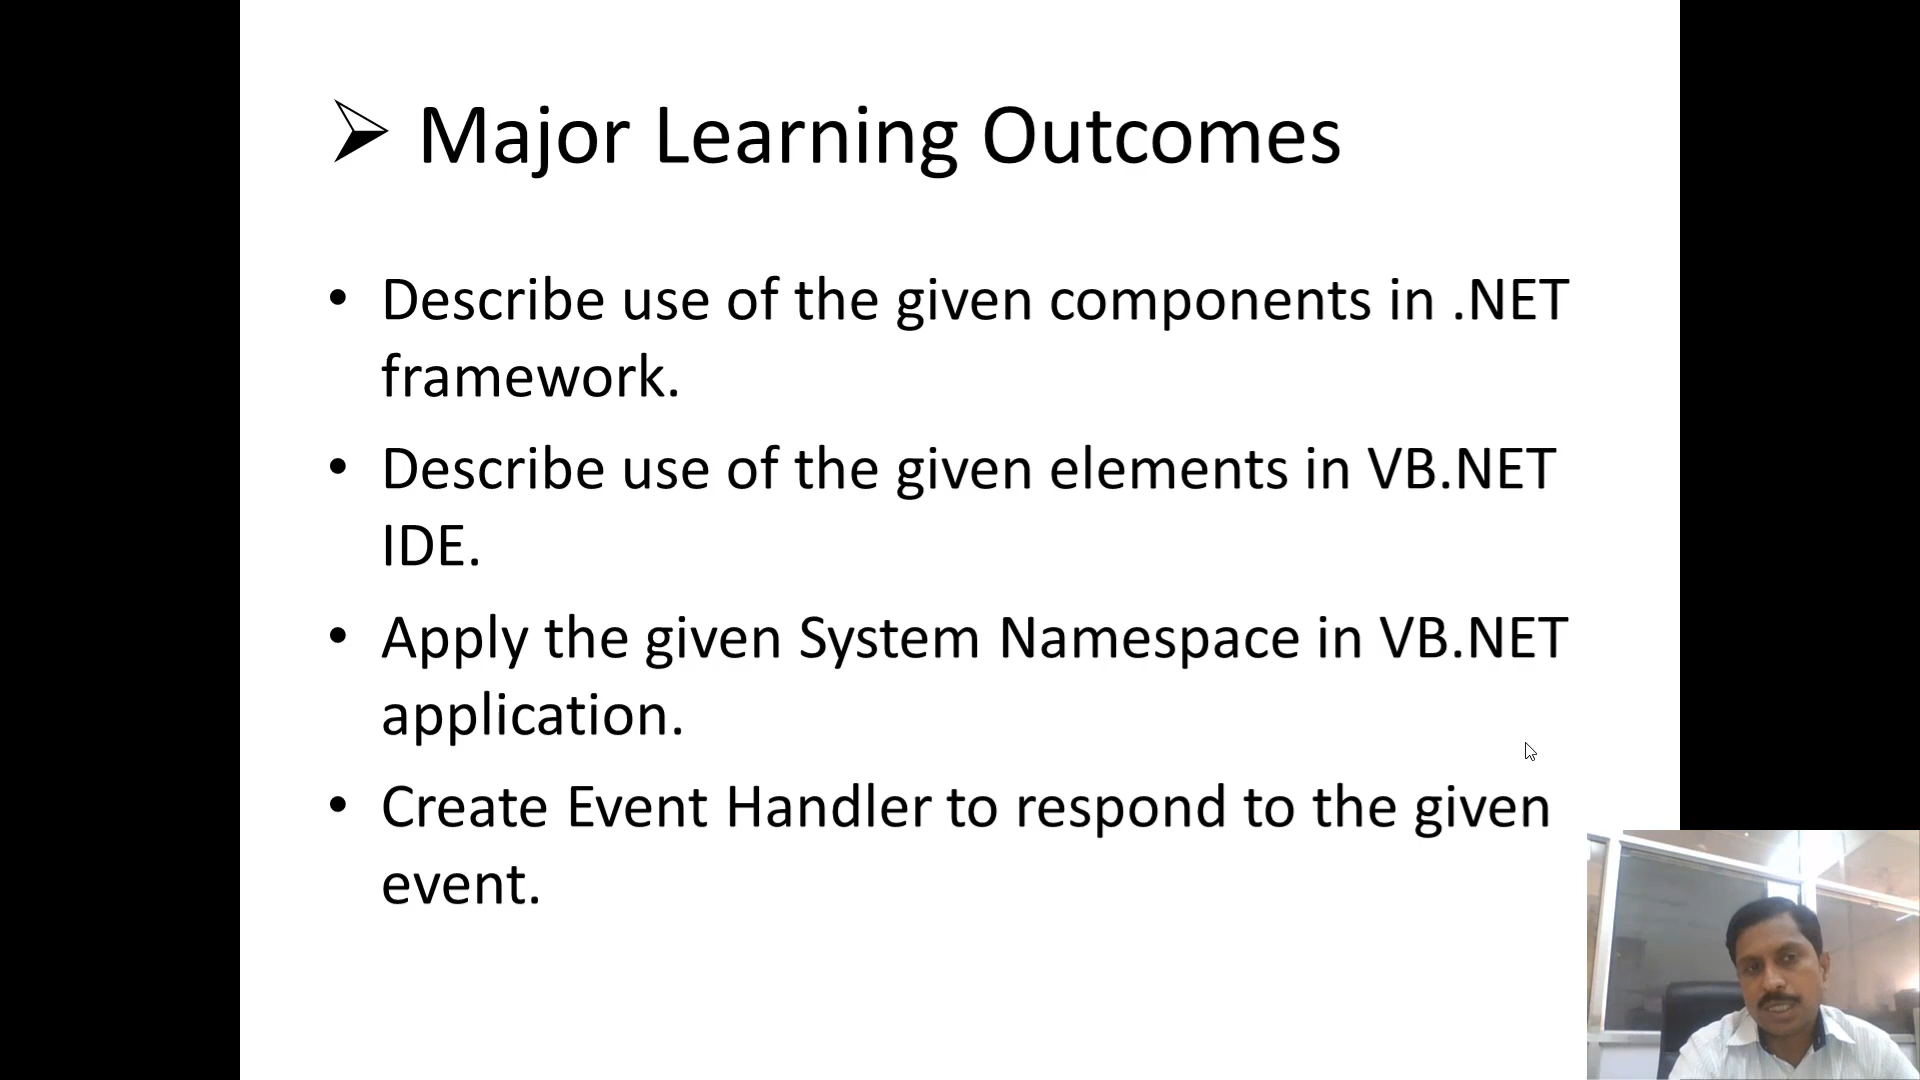 ➢ Major Learning Outcomes
• Describe use of the given components in .NET
framework.
• Describe use of the given elements in VB.NET
IDE.
• Apply the given System Namespace in VB.NET
application.
• Create Event Handler to respond to the given
event.